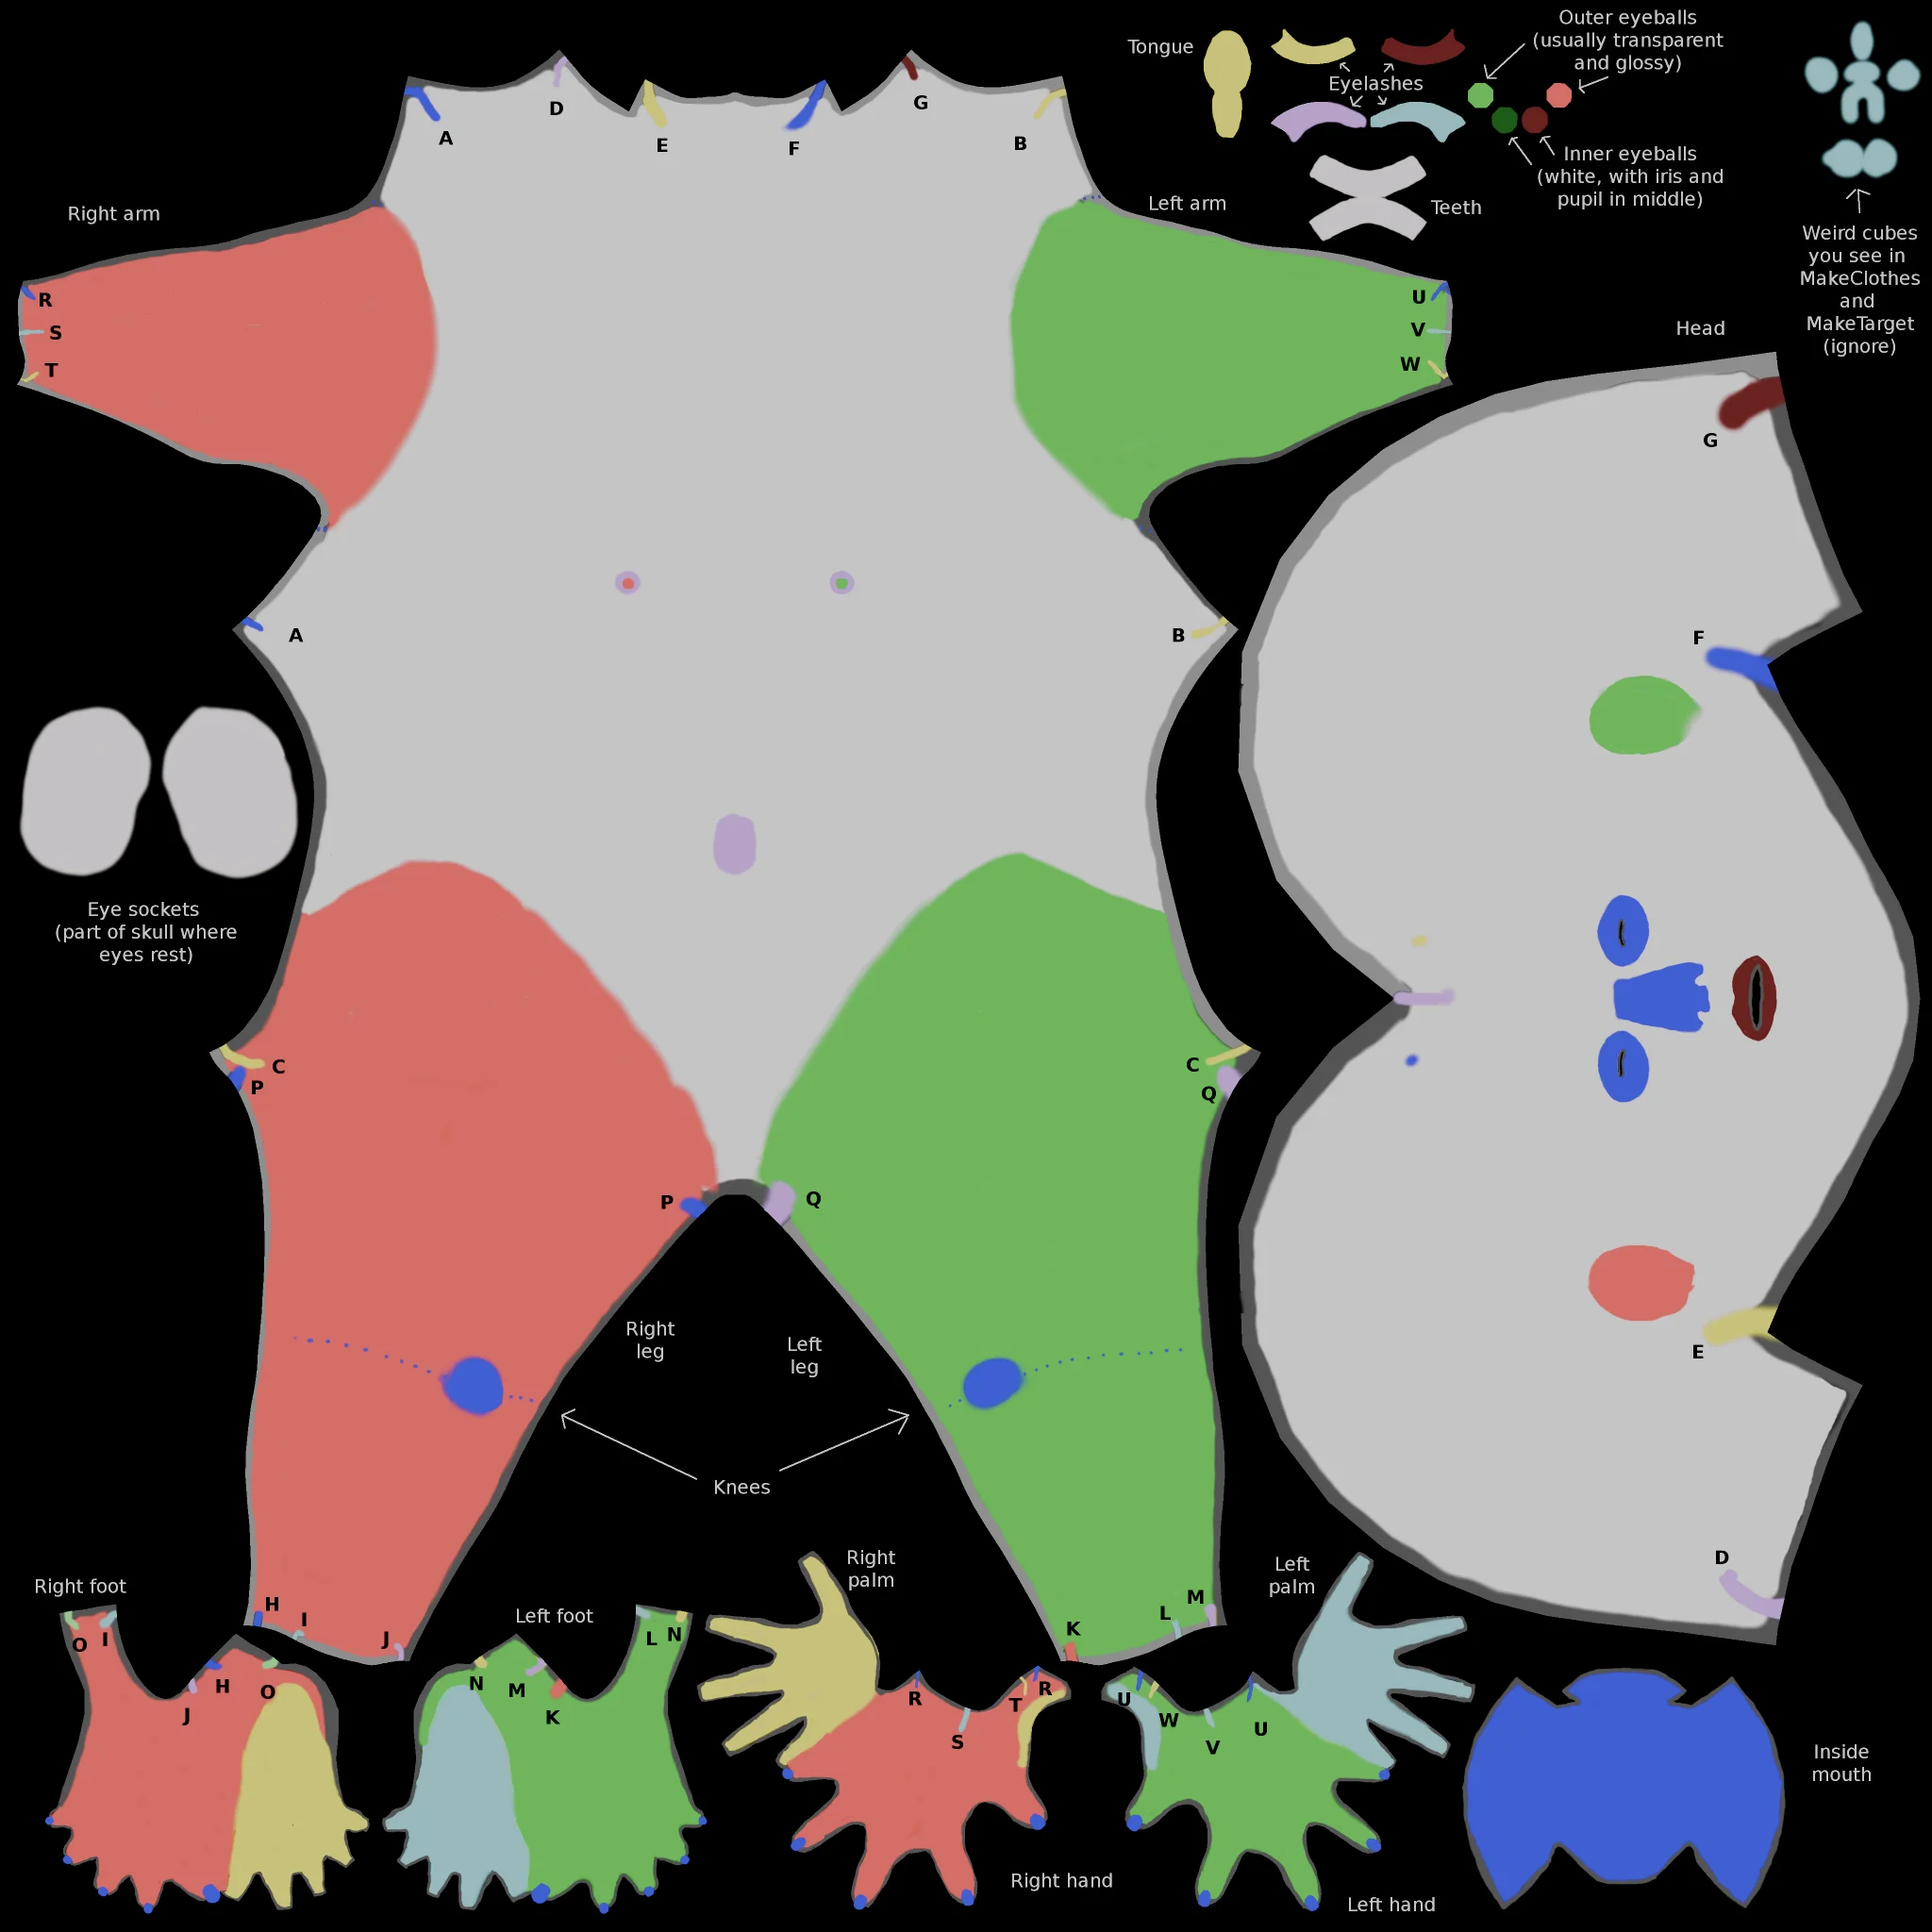 Tongue
Eyelashes
Outer eyeballs
(usually transparent
and glossy)
Inner eyeballs
(white, with iris and
pupil in middle)
Teeth
Weird cubes
you see in
MakeClothes
and
MakeTarget
(ignore)
D
G
A
E
F
B
Right arm
Left arm
R
S
T
U
V
W
Head
G
F
A
B
Eye sockets
(part of skull where
eyes rest)
C
P
C
Q
P
Q
Right
leg
Left
leg
E
Knees
D
Right foot
O
I
H
I
J
J
H
O
Left foot
N
M
K
L
N
Right
palm
K
L
M
Left
palm
R
S
T
R
U
W
V
U
Right hand
Left hand
Inside
mouth